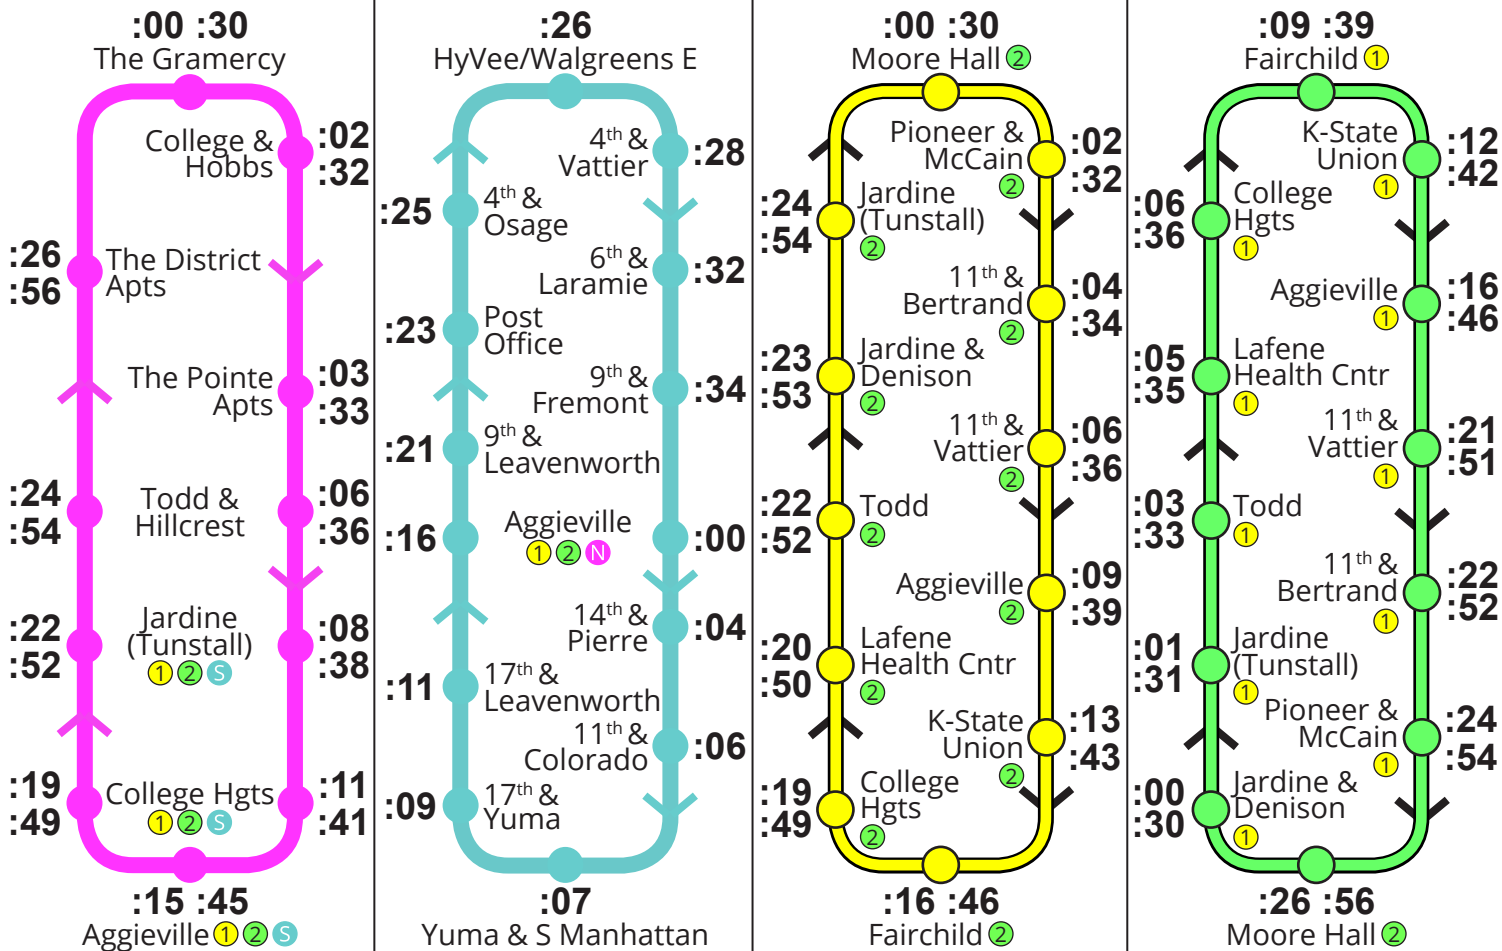 :00 :30
The Gramercy
College &
Hobbs
:02
:32
:26
:56
The District
Apts
The Pointe
Apts
:03
:33
:24
:54
Todd &
Hillcrest
:06
:36
:22
:52
Jardine
(Tunstall)
1 2 S
:08
:38
:19
:49
College Hgts
1 2 S
:11
:41
:15 :45
Aggieville 1 2 S
:26
HyVee/Walgreens E
4th &
Vattier
:28
:25
4th &
Osage
6th &
Laramie
:32
:23
Post
Office
9th &
Fremont
:34
:21
9th &
Leavenworth
:16
Aggieville
1 2 N
:00
14th &
Pierre
:04
:11
17th &
Leavenworth
11th &
Colorado
:06
:09
17th &
Yuma
:07
Yuma & S Manhattan
:00 :30
Moore Hall 2
Pioneer &
McCain
2
:02
:32
:24
:54
Jardine
(Tunstall)
2
11th &
Bertrand
2
:04
:34
:23
:53
Jardine &
Denison
2
11th &
Vattier
2
:06
:36
:22
:52
Todd
2
Aggieville
2
:09
:39
:20
:50
Lafene
Health Cntr
2
K-State
Union
2
:13
:43
:19
:49
College
Hgts
2
:16 :46
Fairchild 2
:09 :39
Fairchild 1
K-State
Union
1
:12
:42
:06
:36
College
Hgts
1
Aggieville
1
:16
:46
:05
:35
Lafene
Health Cntr
1
11th &
Vattier
1
:21
:51
:03
:33
Todd
1
11th &
Bertrand
1
:22
:52
:01
:31
Jardine
(Tunstall)
1
Pioneer &
McCain
1
:24
:54
:00
:30
Jardine &
Denison
1
:26 :56
Moore Hall 2